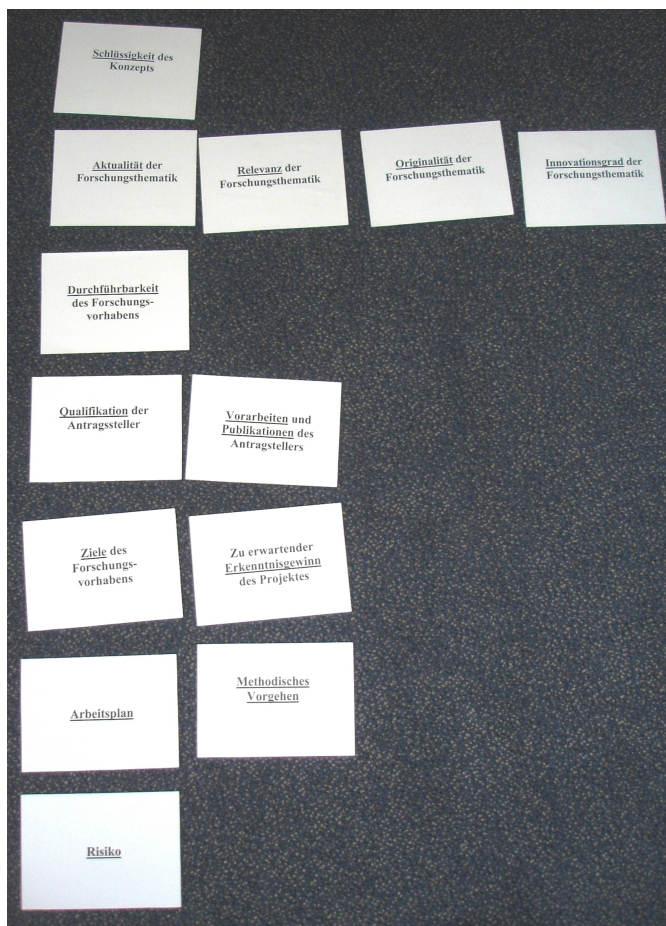 Schlüssigkeit des
Konzepts
Aktualität der
Forschungsthematik
Relevanz der
Forschungsthematik
Originalität der
Forschungsthematik
Innovationsgrad der
Forschungsthematik
Durchführbarkeit
des Forschungs-
vorhabens
Qualifikation der
Antragssteller
Vorarbeiten und
Publikationen des
Antragstellers
Ziele des
Forschungs-
vorhabens
Zu erwartender
Erkenntnisgewinn
des Projektes
Arbeitsplan
Methodisches
Vorgehen
Risiko